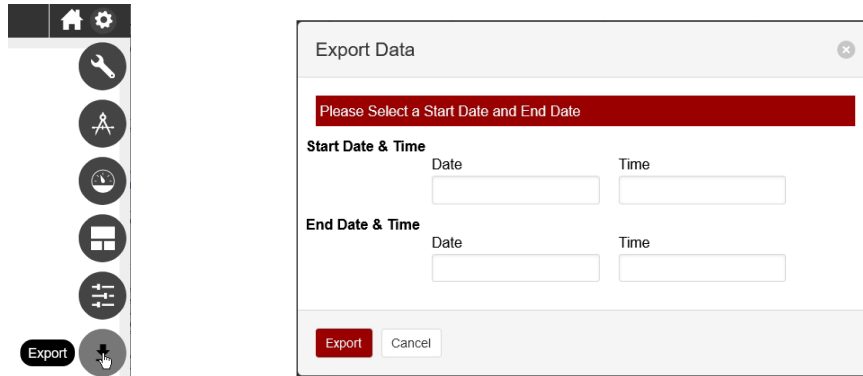 Export
Export Data
Please Select a Start Date and End Date
Start Date & Time
Date Time
End Date & Time
Date Time
Export Cancel